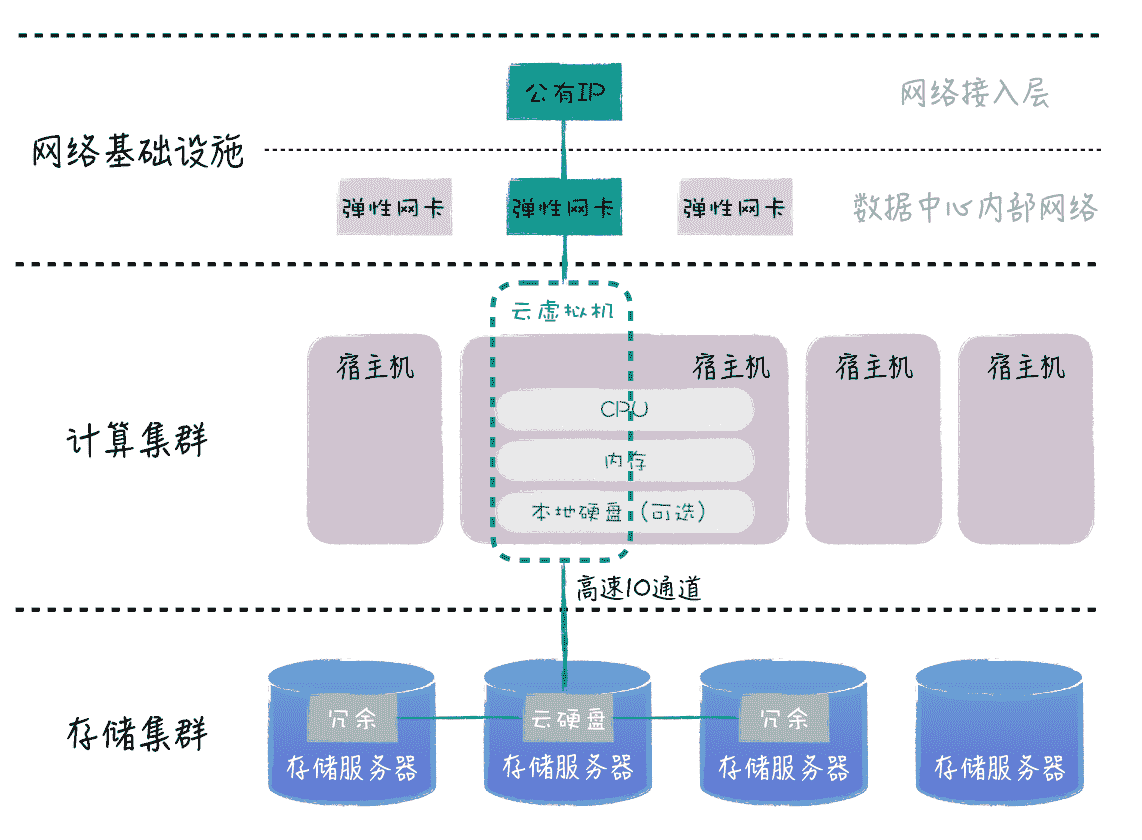 公有IP
网络接入层
网络基础设施
弹性网卡
弹性网卡
弹性网卡
数据中心内部网络
云虚拟机
宿主机
宿主机
宿主机
宿主机
CPU
内存
本地硬盘（可选）
计算集群
高速IO通道
冗余
云硬盘
冗余
存储集群
存储服务器
存储服务器
存储服务器
存储服务器